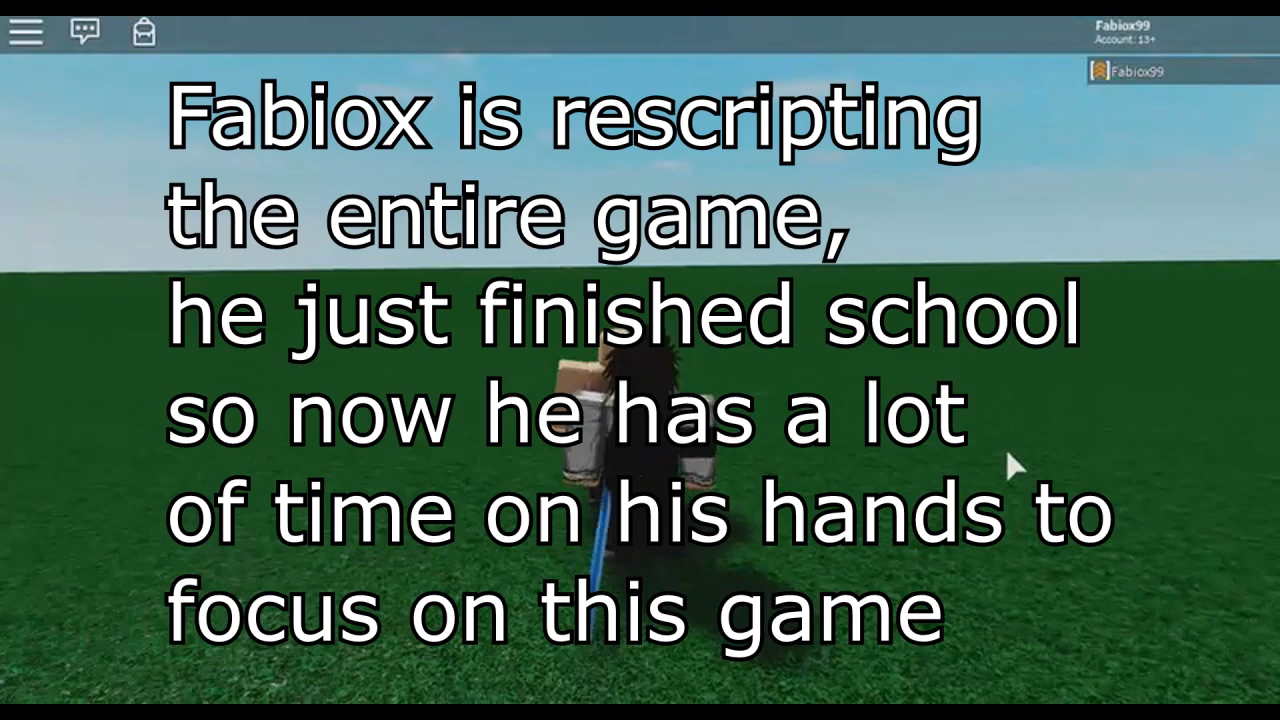 Fabiox99
Account: 13+
Fabiox99
Fabiox is rescripting
the entire game,
he just finished school
so now he has a lot
of time on his hands to
focus on this game